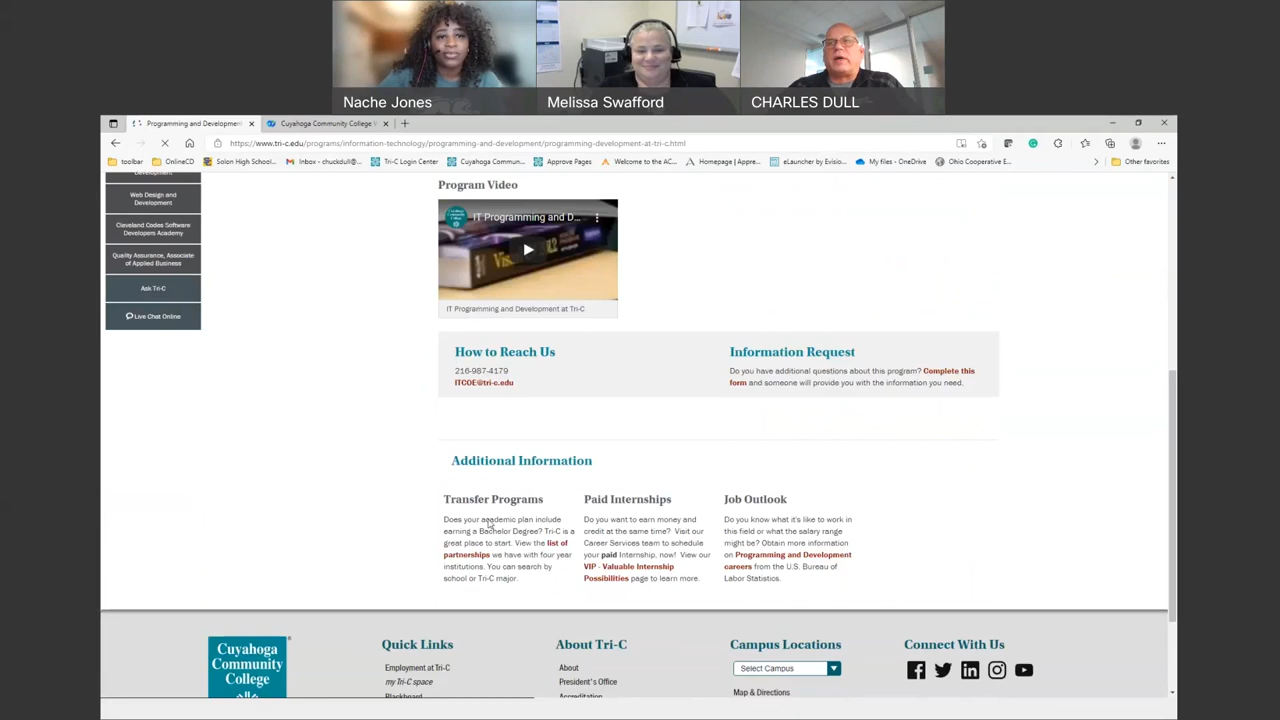 Nache Jones
Melissa Swafford
CHARLES DULL
Programming and Development
Cuyahoga Community College V
https://www.tri-c.edu/programs/information-technology/programming-and-development/programming-development-at-tri-c.html
toolbar
OnlineCD
Solon High School...
Inbox - chuckdull@...
Tri-C Login Center
Cuyahoga Commun...
Approve Pages
Welcome to the AC...
Homepage | Appre...
eLauncher by Evisio...
My files - OneDrive
Ohio Cooperative E...
Other favorites
Development
Web Design and
Development
Cleveland Codes Software
Developers Academy
Quality Assurance, Associate
of Applied Business
Ask Tri-C
Live Chat Online
Program Video
IT Programming and D...
IT Programming and Development at Tri-C
How to Reach Us
216-987-4179
ITCOE@tri-c.edu
Information Request
Do you have additional questions about this program? Complete this
form and someone will provide you with the information you need.
Additional Information
Transfer Programs
Does your academic plan include
earning a Bachelor Degree? Tri-C is a
great place to start. View the list of
partnerships we have with four year
institutions. You can search by
school or Tri-C major.
Paid Internships
Do you want to earn money and
credit at the same time? Visit our
Career Services team to schedule
your paid Internship, now! View our
VIP - Valuable Internship
Possibilities page to learn more.
Job Outlook
Do you know what it's like to work in
this field or what the salary range
might be? Obtain more information
on Programming and Development
careers from the U.S. Bureau of
Labor Statistics.
Cuyahoga
Community
College
Quick Links
Employment at Tri-C
my Tri-C space
Blackboard
About Tri-C
About
President's Office
Accreditation
Campus Locations
Select Campus
Map & Directions
Connect With Us